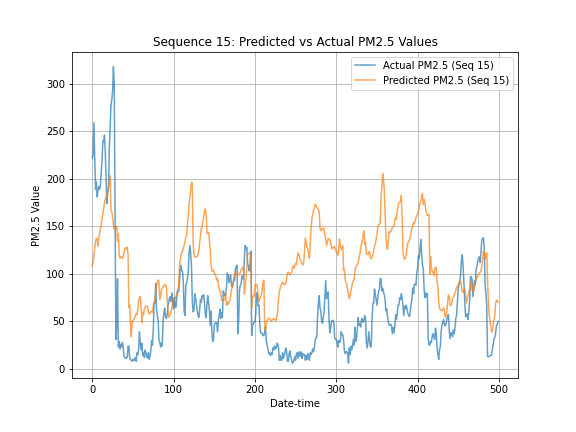 Sequence 15: Predicted vs Actual PM2.5 Values
Actual PM2.5 (Seq 15)
Predicted PM2.5 (Seq 15)
300
250
200
150
100
50
0
PM2.5 Value
0 100 200 300 400 500
Date-time